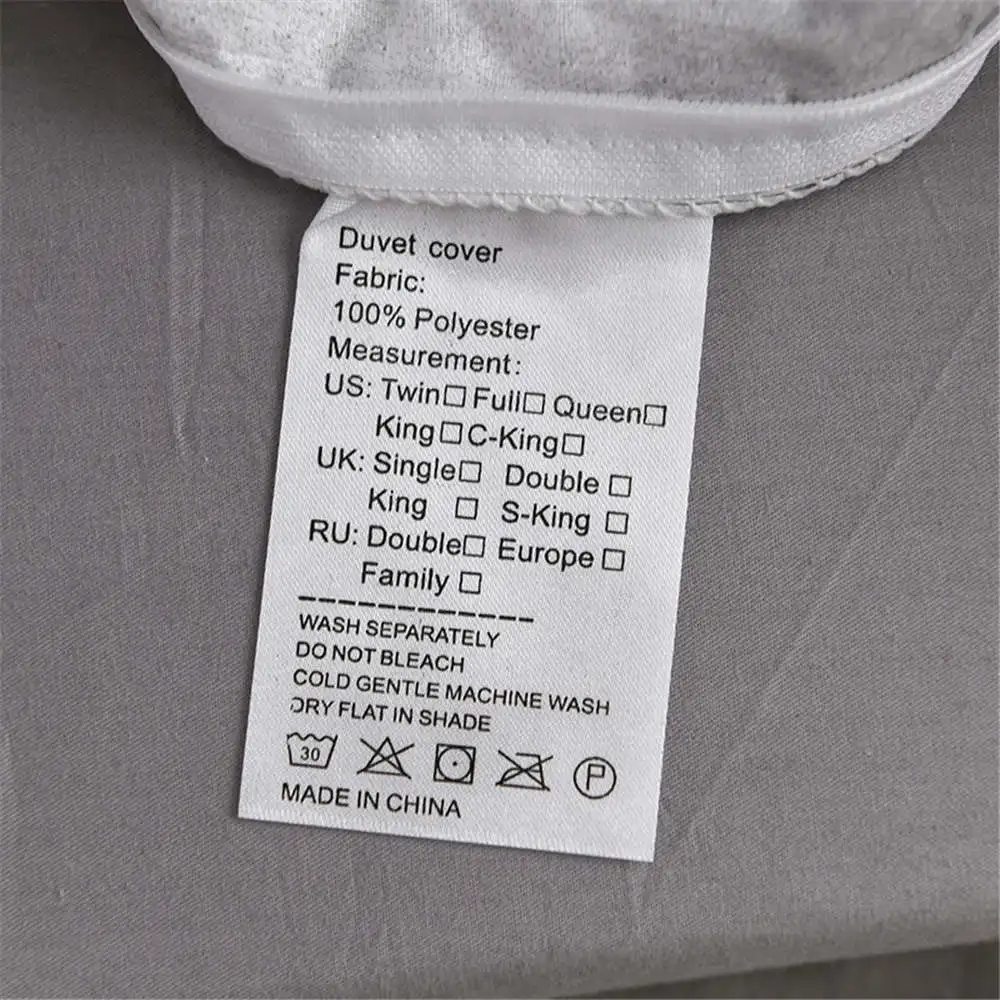 Duvet cover
Fabric:
100% Polyester
Measurement:
US: Twin□ Full□ Queen□
King□ C-King□
UK: Single□ Double □
King □ S-King □
RU: Double□ Europe □
Family □
------------
WASH SEPARATELY
DO NOT BLEACH
COLD GENTLE MACHINE WASH
DRY FLAT IN SHADE
30 P
MADE IN CHINA